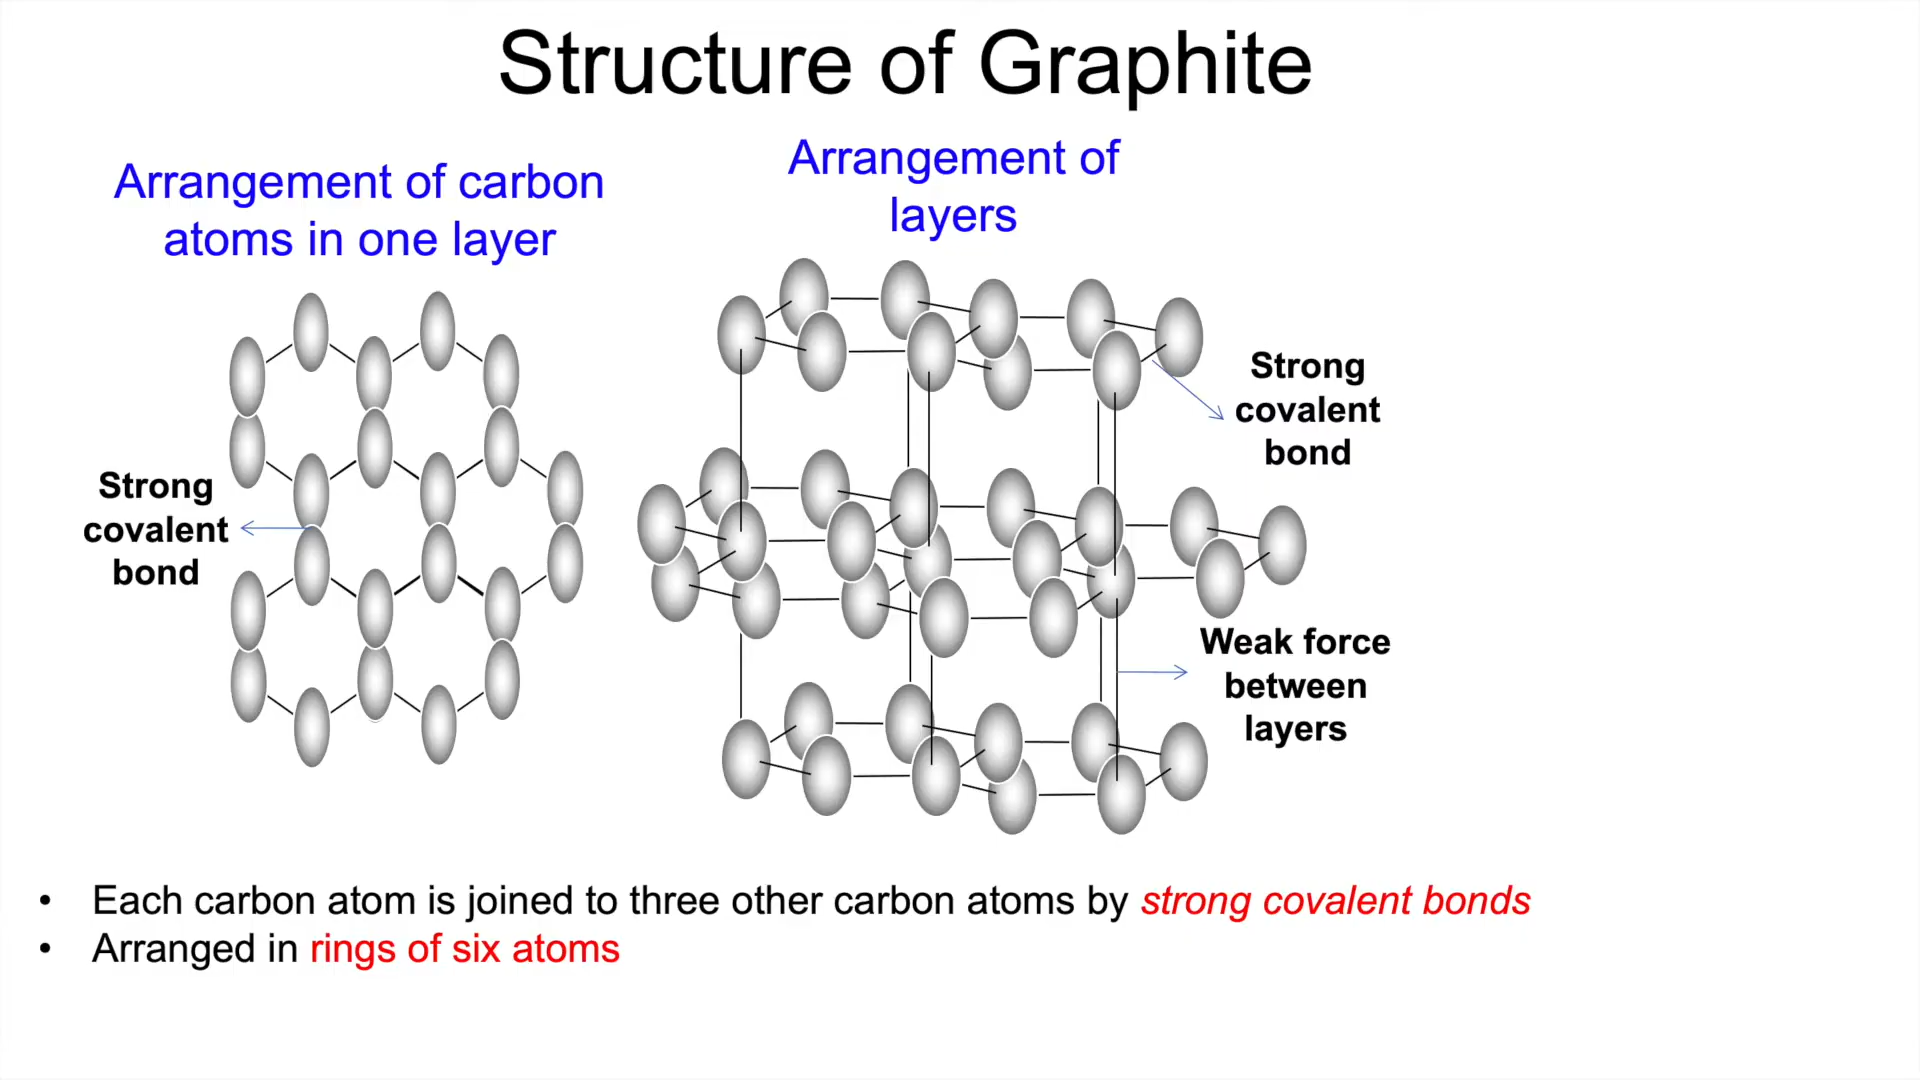 Structure of Graphite
Arrangement of carbon
atoms in one layer
Arrangement of
layers
Strong
covalent
bond
Strong
covalent
bond
Weak force
between
layers
• Each carbon atom is joined to three other carbon atoms by strong covalent bonds
• Arranged in rings of six atoms